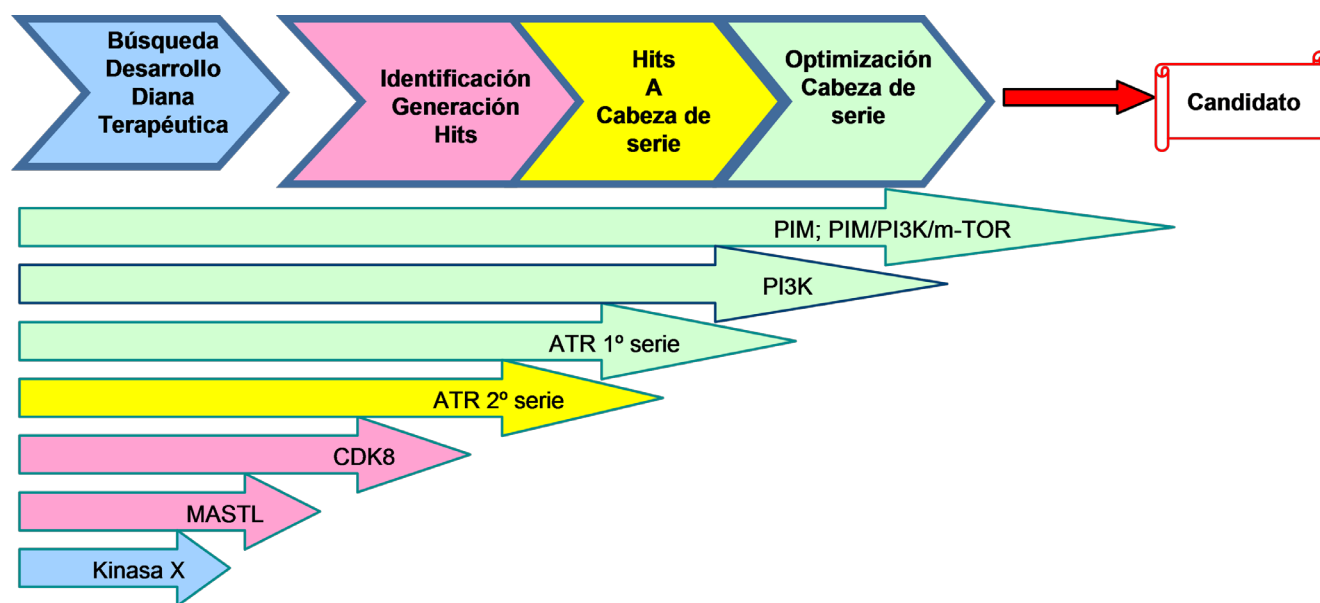 Búsqueda
Desarrollo
Diana
Terapéutica
Identificación
Generación
Hits
Hits
A
Cabeza de
serie
Optimización
Cabeza de
serie
Candidato
PIM; PIM/PI3K/m-TOR
PI3K
ATR 1º serie
ATR 2º serie
CDK8
MASTL
Kinasa X